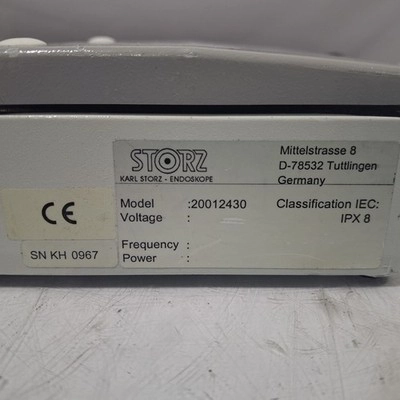 STORZ
KARL STORZ - ENDOSKOPE
Mittelstrasse 8
D-78532 Tuttlingen
Germany
Model :20012430 Classification IEC:
Voltage : IPX 8
Frequency :
Power :
CE
SN KH 0967